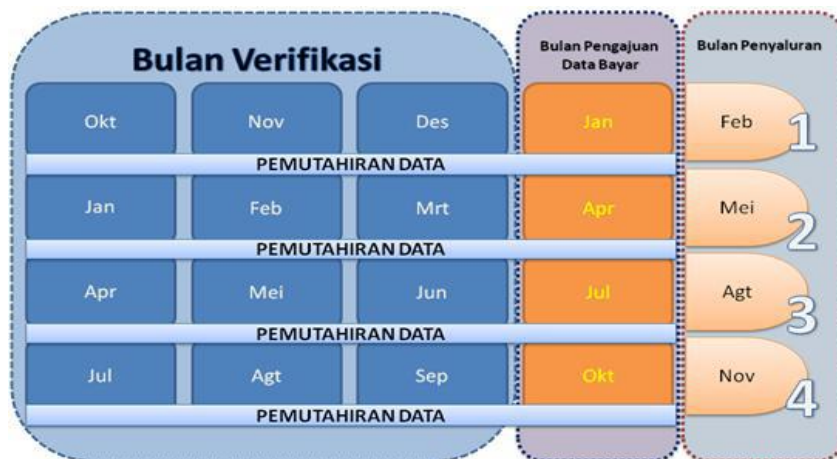 Bulan Verifikasi
Bulan Pengajuan
Data Bayar
Bulan Penyaluran
Okt Nov Des Jan Feb 1
PEMUTAHIRAN DATA
Jan Feb Mrt Apr Mei 2
PEMUTAHIRAN DATA
Apr Mei Jun Jul Agt 3
PEMUTAHIRAN DATA
Jul Agt Sep Okt Nov 4
PEMUTAHIRAN DATA